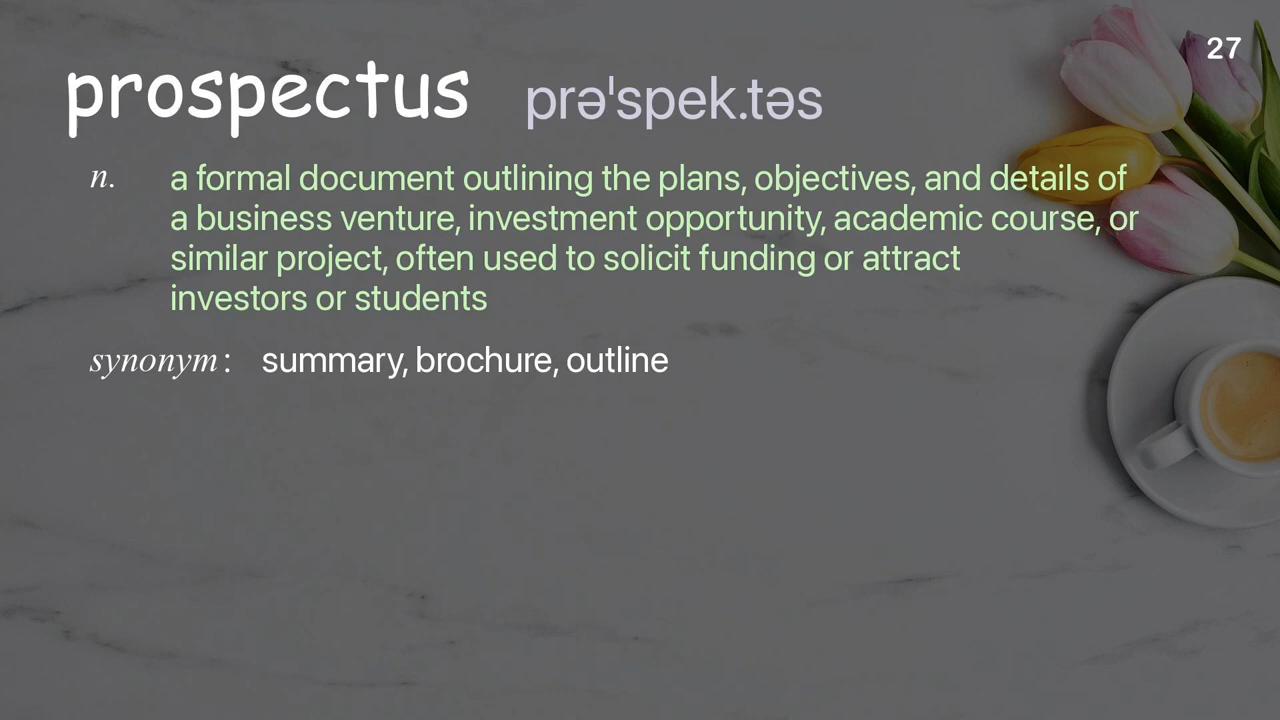 27
prospectus prəˈspek.təs
n. a formal document outlining the plans, objectives, and details of
a business venture, investment opportunity, academic course, or
similar project, often used to solicit funding or attract
investors or students
synonym: summary, brochure, outline